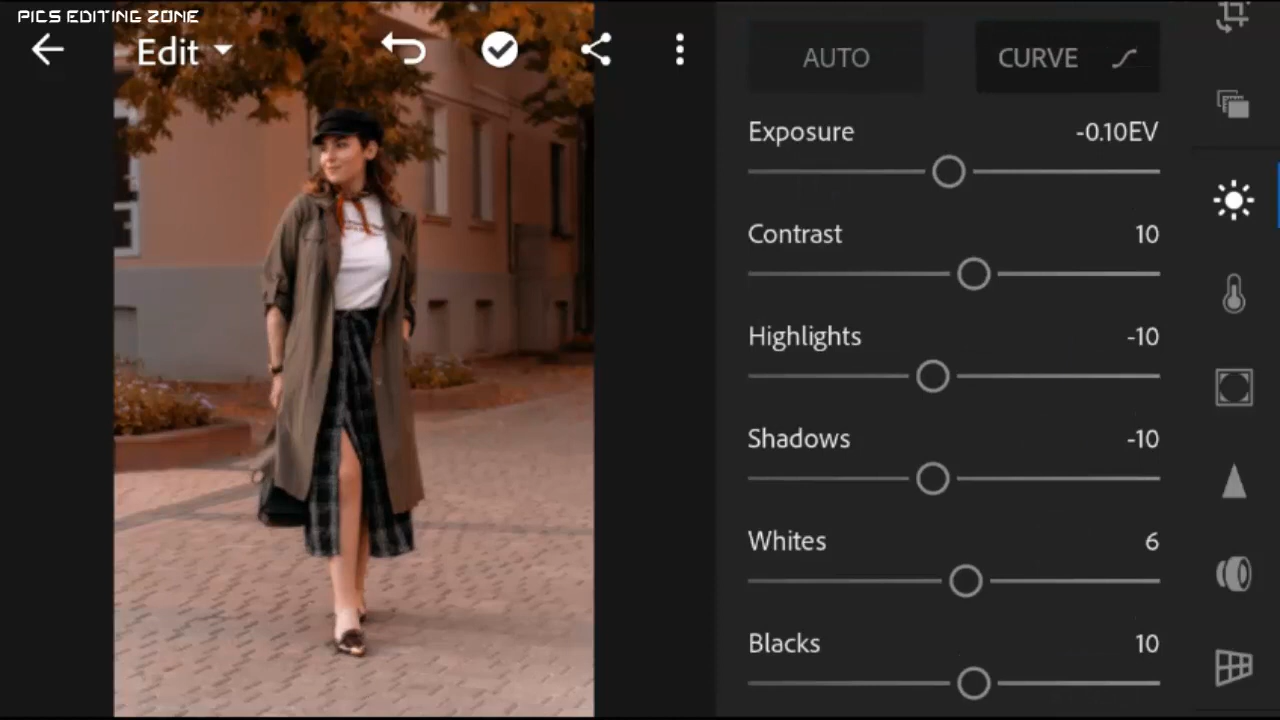 PICS EDITING ZONE
Edit
AUTO
CURVE
Exposure -0.10EV
Contrast 10
Highlights -10
Shadows -10
Whites 6
Blacks 10